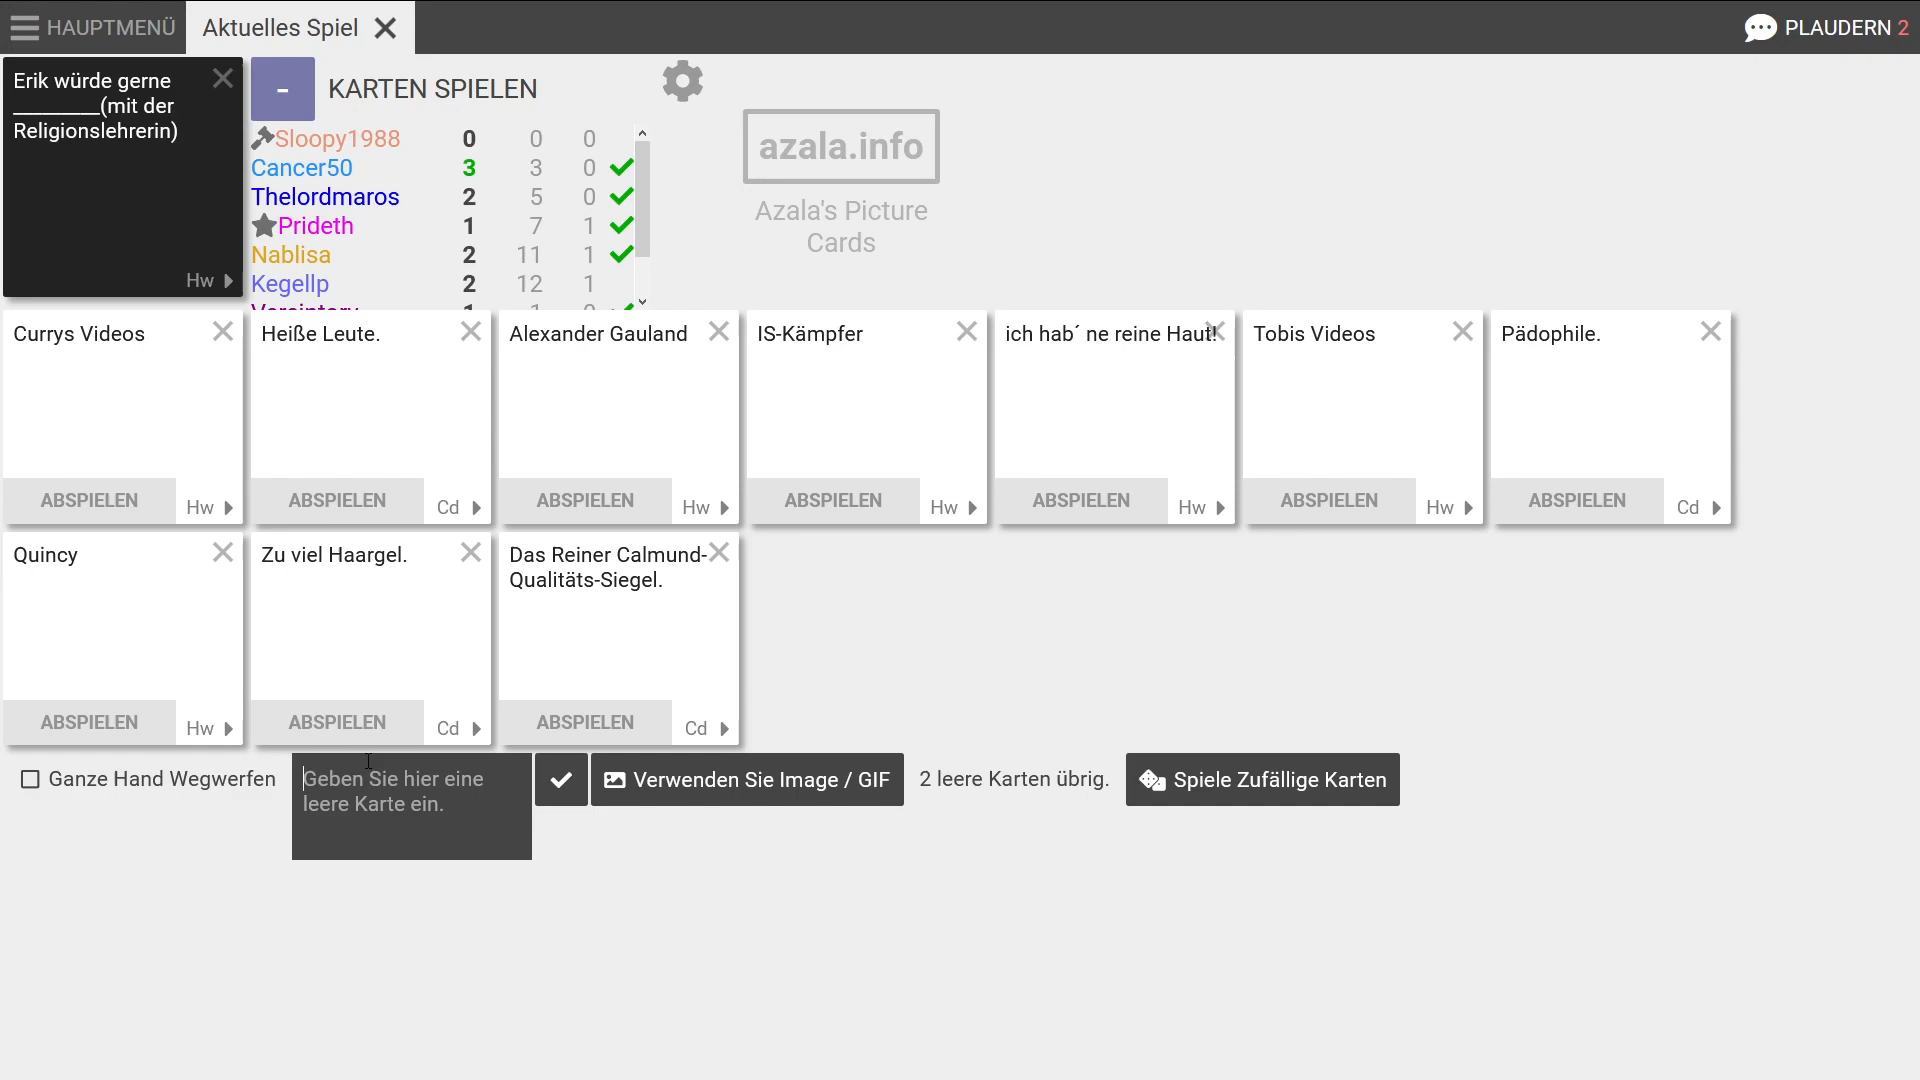 HAUPTMENÜ
Aktuelles Spiel
PLAUDERN 2
Erik würde gerne
________(mit der
Religionslehrerin)
Hw
-
KARTEN SPIELEN
Sloopy1988 0 0 0
Cancer50 3 3 0
Thelordmaros 2 5 0
Prideth 1 7 1
Nablisa 2 11 1
Kegellp 2 12 1
azala.info
Azala's Picture
Cards
Currys Videos
ABSPIELEN
Hw
Heiße Leute.
ABSPIELEN
Cd
Alexander Gauland
ABSPIELEN
Hw
IS-Kämpfer
ABSPIELEN
Hw
ich hab´ ne reine Haut!
ABSPIELEN
Hw
Tobis Videos
ABSPIELEN
Hw
Pädophile.
ABSPIELEN
Cd
Quincy
ABSPIELEN
Hw
Zu viel Haargel.
ABSPIELEN
Cd
Das Reiner Calmund-
Qualitäts-Siegel.
ABSPIELEN
Cd
Ganze Hand Wegwerfen
Geben Sie hier eine
leere Karte ein.
Verwenden Sie Image / GIF
2 leere Karten übrig.
Spiele Zufällige Karten